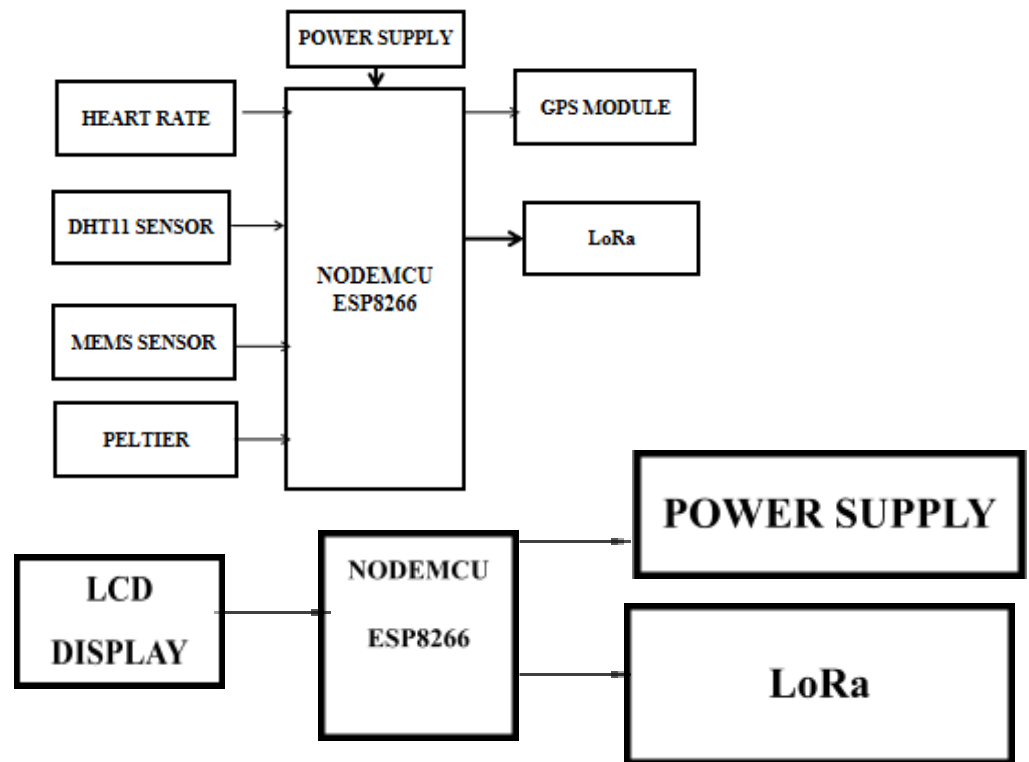 POWER SUPPLY
HEART RATE
GPS MODULE
DHT11 SENSOR
LoRa
NODEMCU
ESP8266
MEMS SENSOR
PELTIER
POWER SUPPLY
NODEMCU
ESP8266
LCD
DISPLAY
LoRa